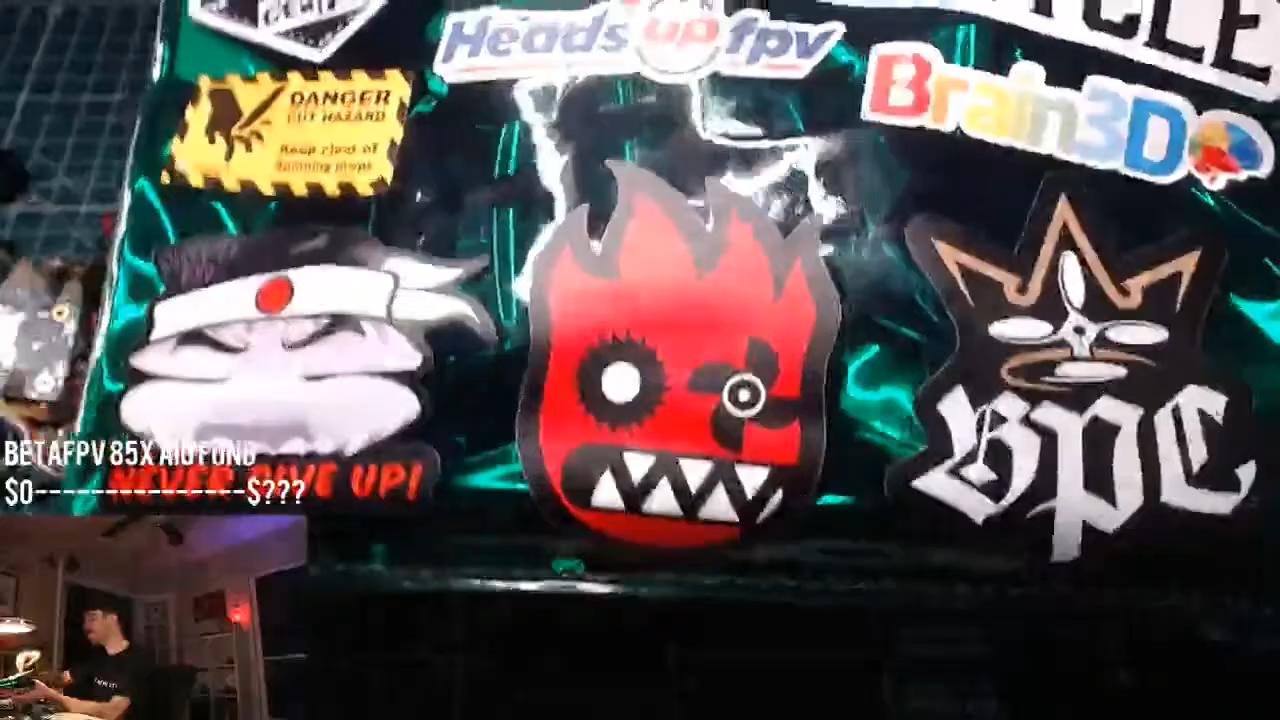 Heads up fpv
CLE
Brain3D
DANGER
CUT HAZARD
Keep clear of
Spinning props
BPC
BETAFPV 85X AIO FUND
NEVER GIVE UP!
$0---------------$???